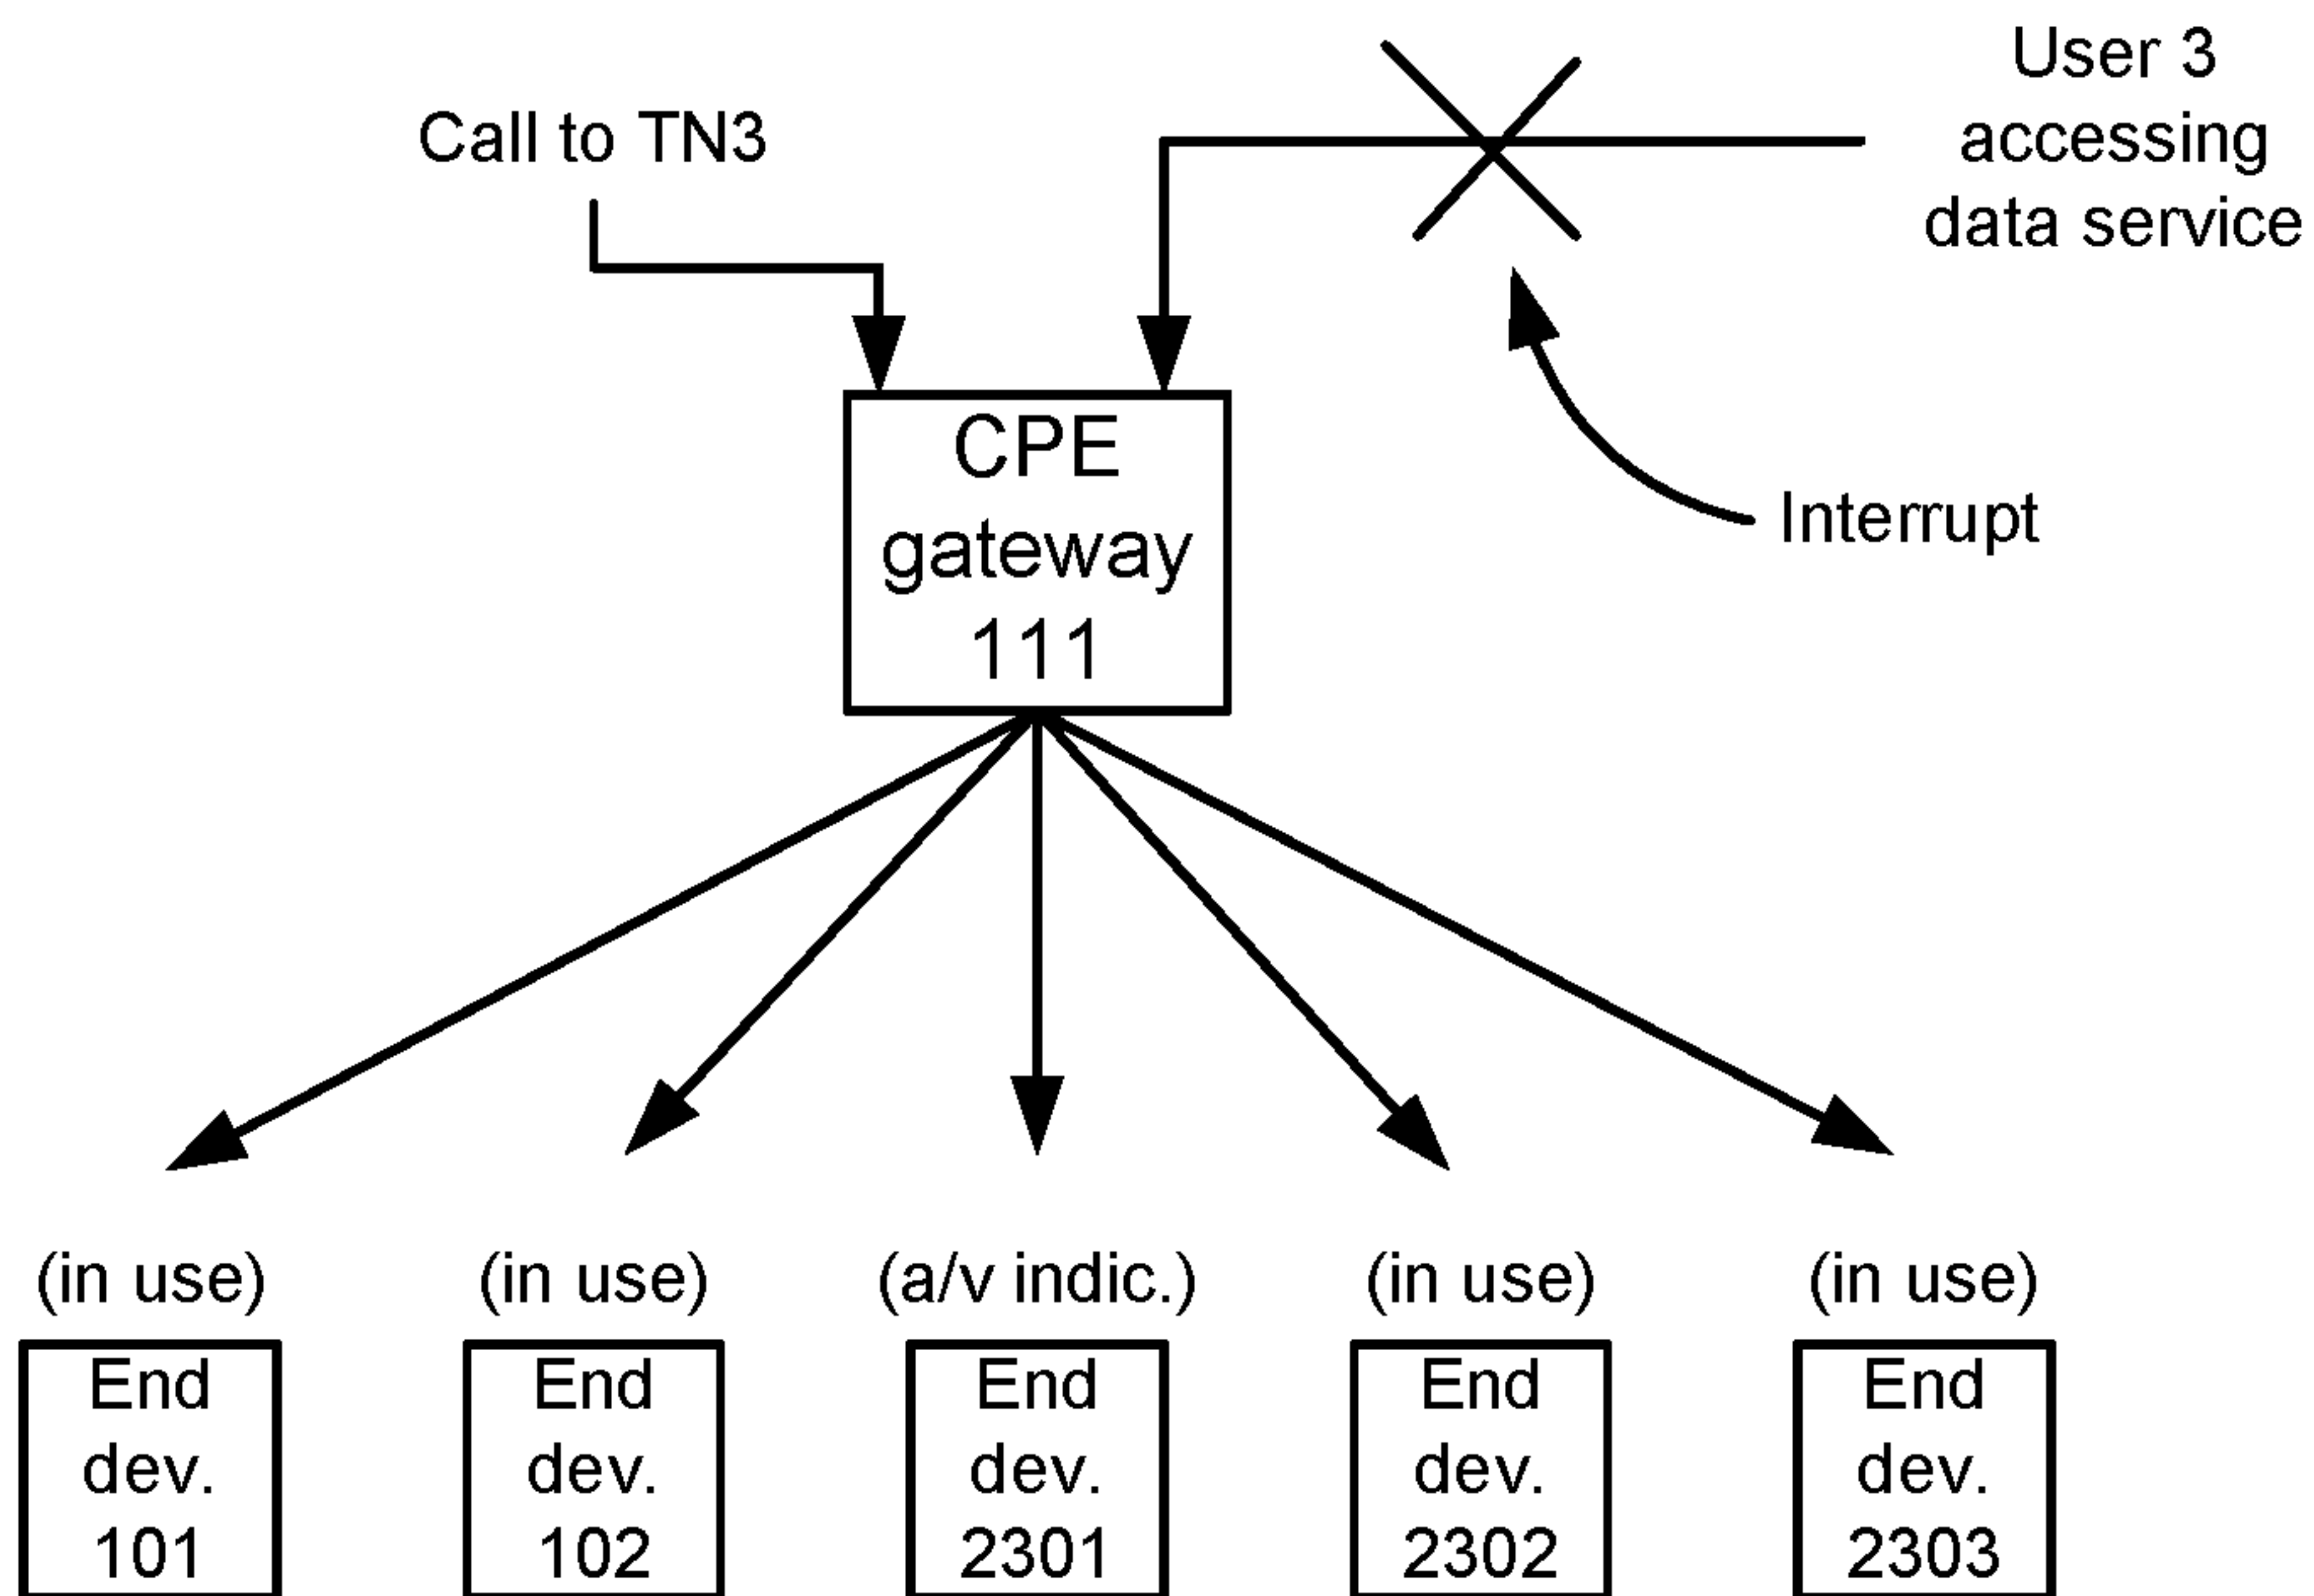 User 3
accessing
data service
Call to TN3
CPE
gateway
111
Interrupt
(in use)
(in use)
(a/v indic.)
(in use)
(in use)
End
dev.
101
End
dev.
102
End
dev.
2301
End
dev.
2302
End
dev.
2303